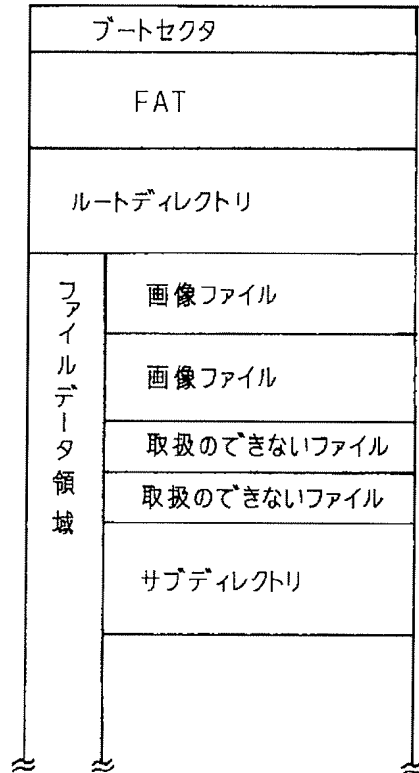 ブートセクタ
FAT
ルートディレクトリ
ファイルデータ領域
画像ファイル
画像ファイル
取扱のできないファイル
取扱のできないファイル
サブディレクトリ